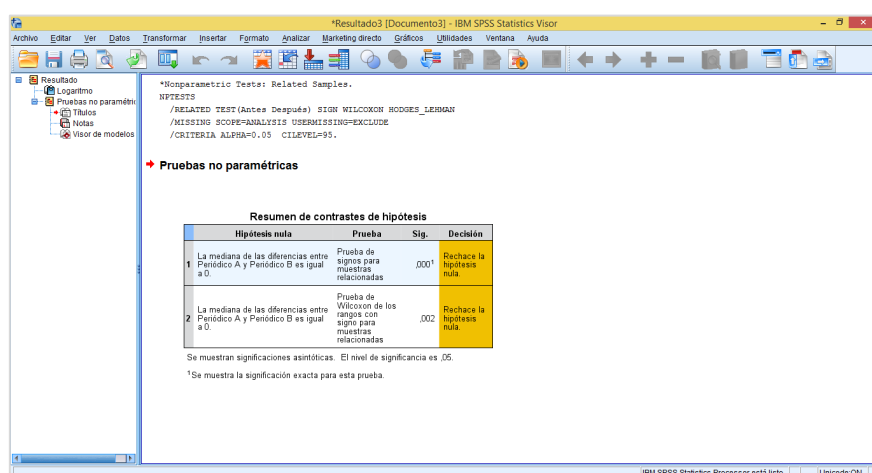 *Resultado3 [Documento3] - IBM SPSS Statistics Visor
Archivo Editar Ver Datos Transformar Insertar Formato Analizar Marketing directo Gráficos Utilidades Ventana Ayuda
Resultado
Logaritmo
Pruebas no paramétric
Títulos
Notas
Visor de modelos
*Nonparametric Tests: Related Samples.
NPTESTS
/RELATED TEST(Antes Después) SIGN WILCOXON HODGES_LEHMAN
/MISSING SCOPE=ANALYSIS USERMISSING=EXCLUDE
/CRITERIA ALPHA=0.05 CILEVEL=95.
Pruebas no paramétricas
Resumen de contrastes de hipótesis
Hipótesis nula Prueba Sig. Decisión
1
La mediana de las diferencias entre
Periódico A y Periódico B es igual
a 0.
Prueba de
signos para
muestras
relacionadas
,000¹
Rechace la
hipótesis
nula.
2
La mediana de las diferencias entre
Periódico A y Periódico B es igual
a 0.
Prueba de
Wilcoxon de los
rangos con
signo para
muestras
relacionadas
,002
Rechace la
hipótesis
nula.
Se muestran significaciones asintóticas. El nivel de significancia es ,05.
¹Se muestra la significación exacta para esta prueba.
IBM SPSS Statistics Processor está listo
Unicode:ON